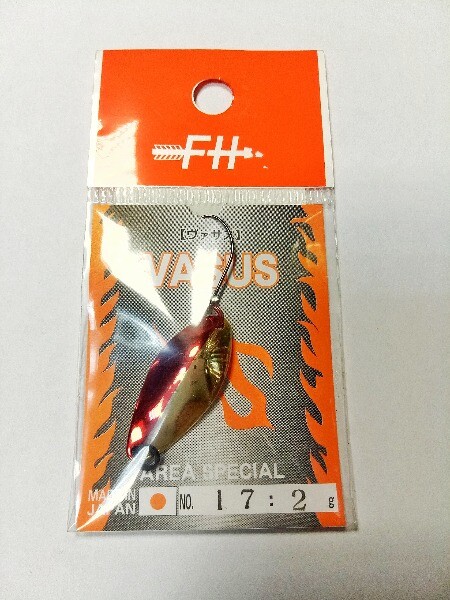 FH
[ヴァサス]
VASUS
S
AREA SPECIAL
MADE IN
JAPAN
NO. 17:2 g